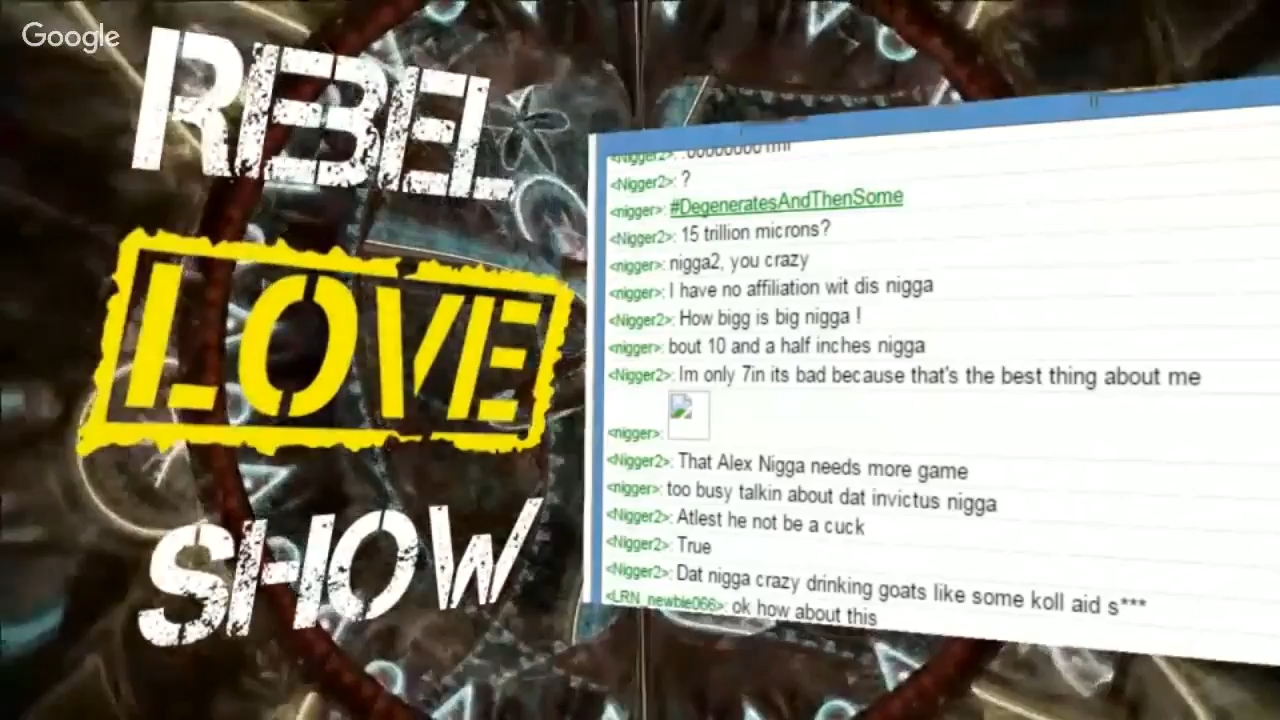 Google
REBEL
LOVE
SHOW
<Nigger2>:
<Nigger2>: ?
<nigger>: #DegeneratesAndThenSome
<Nigger2>: 15 trillion microns?
<nigger>: nigga2, you crazy
<nigger>: I have no affiliation wit dis nigga
<Nigger2>: How bigg is big nigga !
<nigger>: bout 10 and a half inches nigga
<Nigger2>: Im only 7in its bad because that's the best thing about me
<nigger>:
<Nigger2>: That Alex Nigga needs more game
<nigger>: too busy talkin about dat invictus nigga
<Nigger2>: Atlest he not be a cuck
<Nigger2>: True
<Nigger2>: Dat nigga crazy drinking goats like some koll aid s***
<LRN_newbie066>: ok how about this